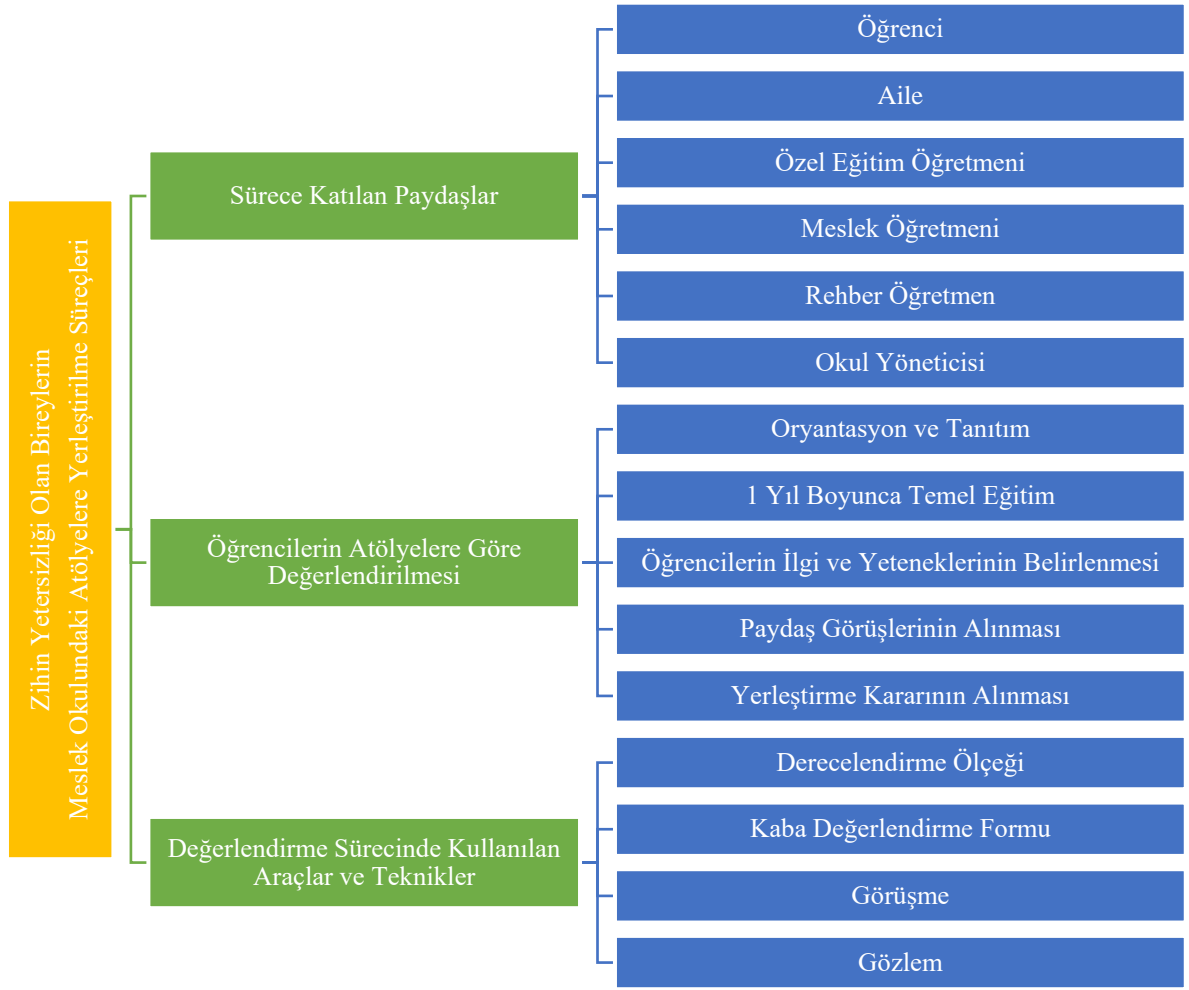 Zihin Yetersizliği Olan Bireylerin
Meslek Okulundaki Atölyelere Yerleştirilme Süreçleri
Sürece Katılan Paydaşlar
Öğrenci
Aile
Özel Eğitim Öğretmeni
Meslek Öğretmeni
Rehber Öğretmen
Okul Yöneticisi
Öğrencilerin Atölyelere Göre
Değerlendirilmesi
Oryantasyon ve Tanıtım
1 Yıl Boyunca Temel Eğitim
Öğrencilerin İlgi ve Yeteneklerinin Belirlenmesi
Paydaş Görüşlerinin Alınması
Yerleştirme Kararının Alınması
Değerlendirme Sürecinde Kullanılan
Araçlar ve Teknikler
Derecelendirme Ölçeği
Kaba Değerlendirme Formu
Görüşme
Gözlem